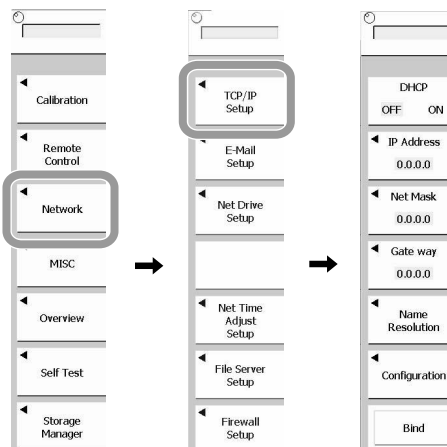 Calibration
Remote
Control
Network
MISC
Overview
Self Test
Storage
Manager
TCP/IP
Setup
E-Mail
Setup
Net Drive
Setup
Net Time
Adjust
Setup
File Server
Setup
Firewall
Setup
DHCP
OFF ON
IP Address
0.0.0.0
Net Mask
0.0.0.0
Gate way
0.0.0.0
Name
Resolution
Configuration
Bind